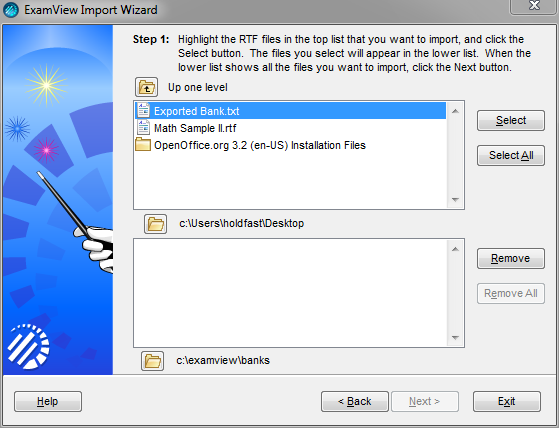 ExamView Import Wizard
Step 1: Highlight the RTF files in the top list that you want to import, and click the
Select button. The files you select will appear in the lower list. When the
lower list shows all the files you want to import, click the Next button.
Up one level
Exported Bank.txt
Math Sample II.rtf
OpenOffice.org 3.2 (en-US) Installation Files
Select
Select All
c:\Users\holdfast\Desktop
Remove
Remove All
c:\examview\banks
Help
< Back
Next >
Exit